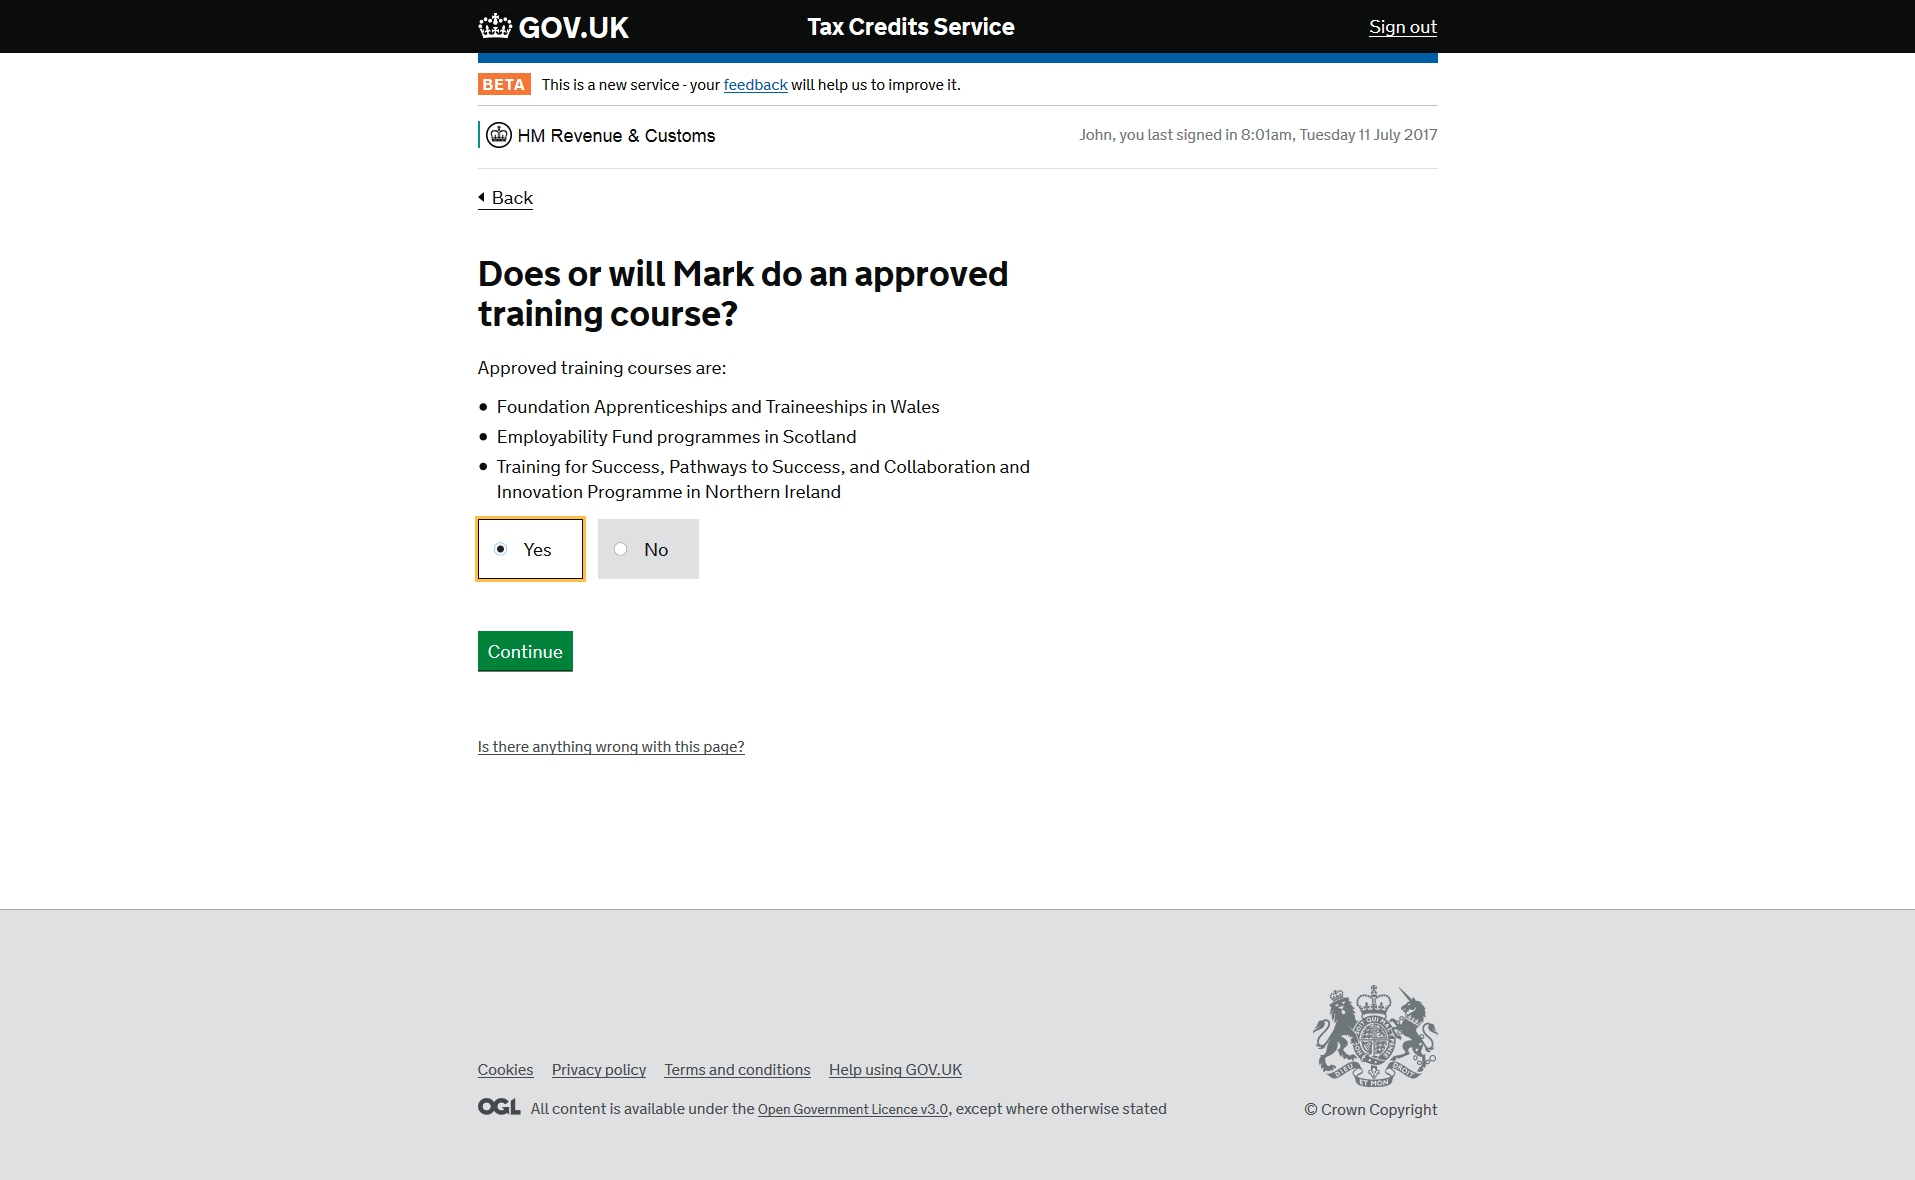 GOV.UK
Tax Credits Service
Sign out
BETA This is a new service - your feedback will help us to improve it.
HM Revenue & Customs
John, you last signed in 8:01am, Tuesday 11 July 2017
Back
Does or will Mark do an approved
training course?
Approved training courses are:
Foundation Apprenticeships and Traineeships in Wales
Employability Fund programmes in Scotland
Training for Success, Pathways to Success, and Collaboration and
Innovation Programme in Northern Ireland
Yes
No
Continue
Is there anything wrong with this page?
Cookies Privacy policy Terms and conditions Help using GOV.UK
OGL All content is available under the Open Government Licence v3.0, except where otherwise stated
DIEU ET MON DROIT
© Crown Copyright